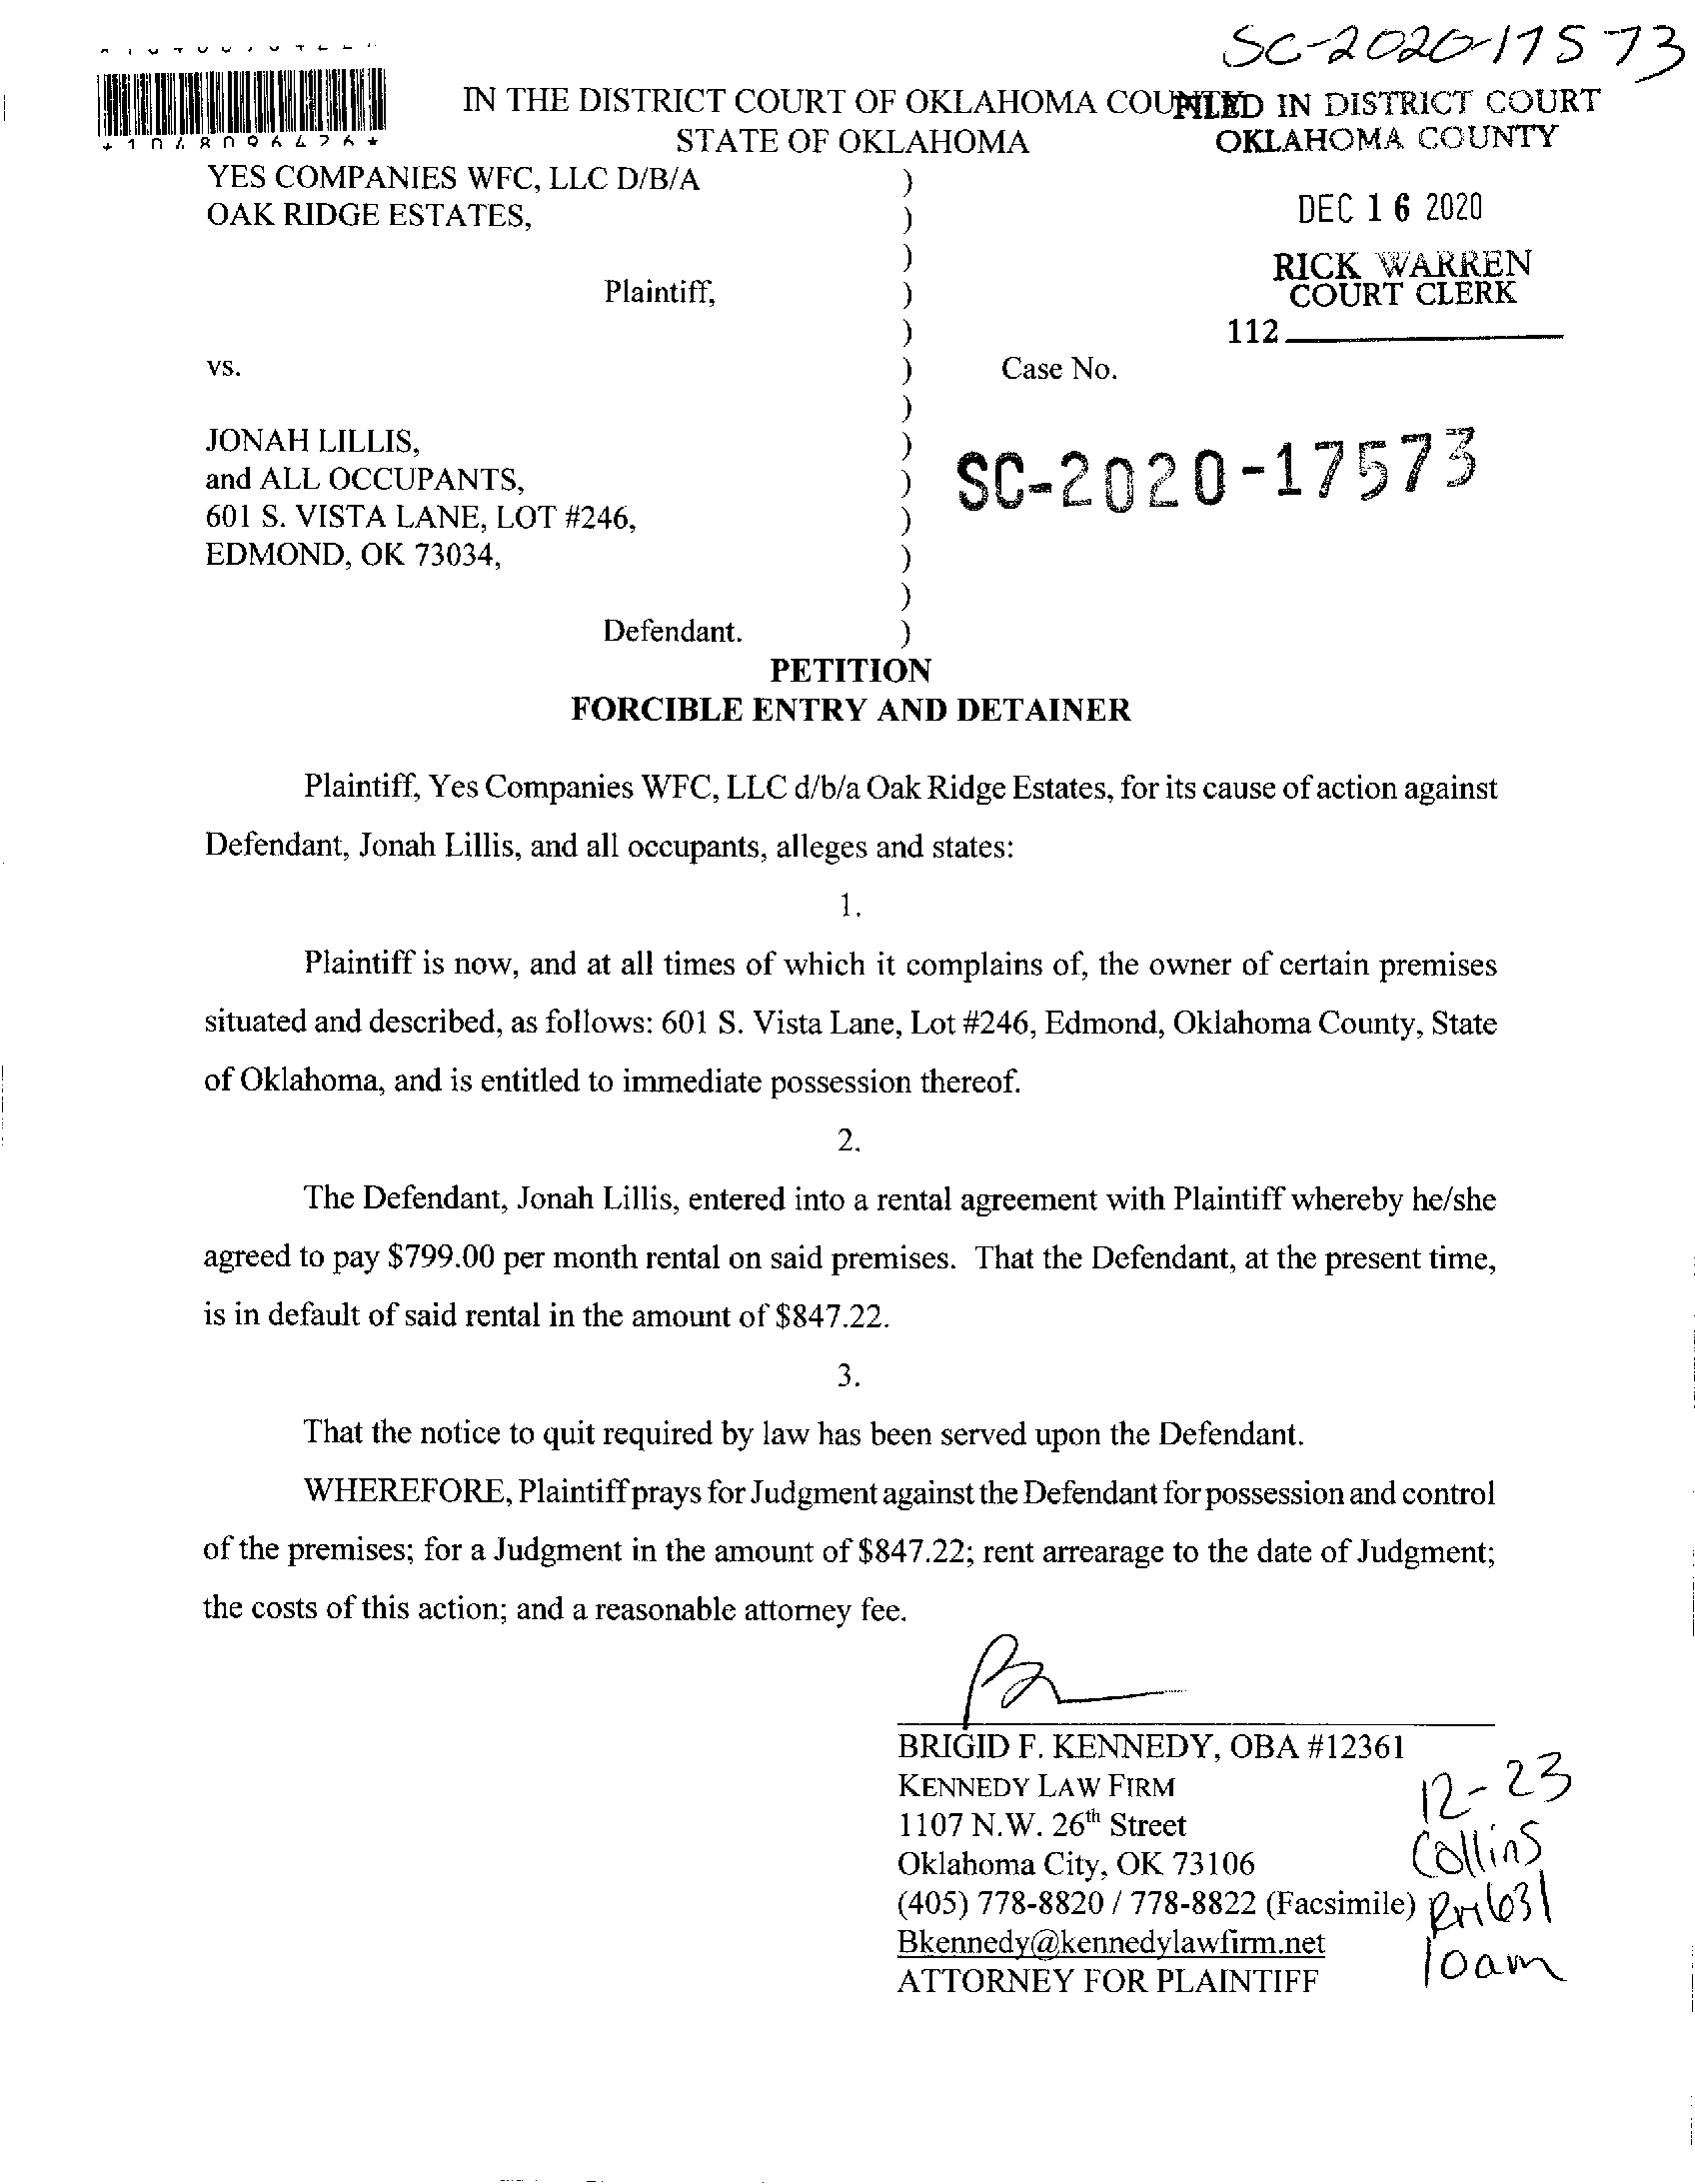 SC-2020-17573
IN THE DISTRICT COURT OF OKLAHOMA COUNTY
STATE OF OKLAHOMA
FILED IN DISTRICT COURT
OKLAHOMA COUNTY
DEC 16 2020
RICK WARREN
COURT CLERK
112
YES COMPANIES WFC, LLC D/B/A )
OAK RIDGE ESTATES, )
)
Plaintiff, )
)
vs. ) Case No.
)
JONAH LILLIS, )
and ALL OCCUPANTS, ) SC-2020-17573
601 S. VISTA LANE, LOT #246, )
EDMOND, OK 73034, )
)
Defendant. )
PETITION
FORCIBLE ENTRY AND DETAINER
Plaintiff, Yes Companies WFC, LLC d/b/a Oak Ridge Estates, for its cause of action against
Defendant, Jonah Lillis, and all occupants, alleges and states:
1.
Plaintiff is now, and at all times of which it complains of, the owner of certain premises
situated and described, as follows: 601 S. Vista Lane, Lot #246, Edmond, Oklahoma County, State
of Oklahoma, and is entitled to immediate possession thereof.
2.
The Defendant, Jonah Lillis, entered into a rental agreement with Plaintiff whereby he/she
agreed to pay $799.00 per month rental on said premises. That the Defendant, at the present time,
is in default of said rental in the amount of $847.22.
3.
That the notice to quit required by law has been served upon the Defendant.
WHEREFORE, Plaintiff prays for Judgment against the Defendant for possession and control
of the premises; for a Judgment in the amount of $847.22; rent arrearage to the date of Judgment;
the costs of this action; and a reasonable attorney fee.
BRIGID F. KENNEDY, OBA #12361
KENNEDY LAW FIRM
1107 N.W. 26th Street
Oklahoma City, OK 73106
(405) 778-8820 / 778-8822 (Facsimile)
Bkennedy@kennedylawfirm.net
ATTORNEY FOR PLAINTIFF
12-23
Collins
Rm 631
10am